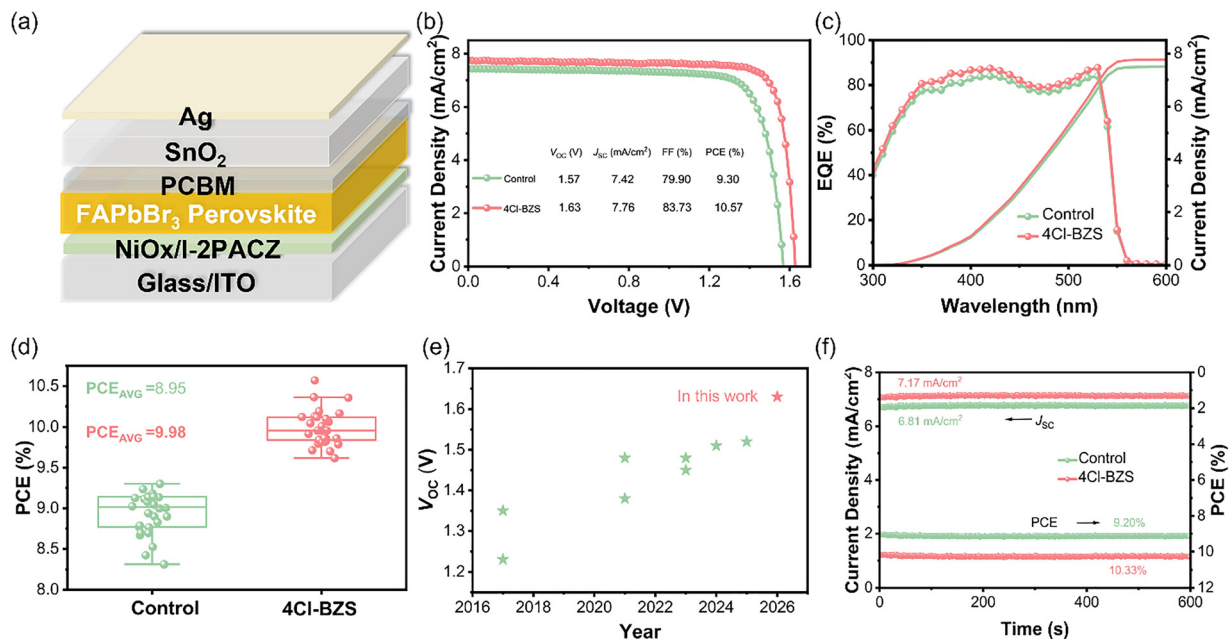 (a)
Ag
SnO2
PCBM
FAPbBr3 Perovskite
NiOx/I-2PACZ
Glass/ITO
(b)
Current Density (mA/cm2)
8
6
4
2
0
VOC (V) JSC (mA/cm2) FF (%) PCE (%)
Control 1.57 7.42 79.90 9.30
4Cl-BZS 1.63 7.76 83.73 10.57
0.0 0.4 0.8 1.2 1.6
Voltage (V)
(c)
EQE (%)
100
80
60
40
20
0
Control
4Cl-BZS
8
6
4
2
0
Current Density (mA/cm2)
300 400 500 600
Wavelength (nm)
(d)
PCE (%)
10.5
10.0
9.5
9.0
8.5
8.0
PCEAVG =8.95
PCEAVG =9.98
Control 4Cl-BZS
(e)
VOC (V)
1.7
1.6
1.5
1.4
1.3
1.2
In this work
2016 2018 2020 2022 2024 2026
Year
(f)
Current Density (mA/cm2)
8
6
4
2
0
7.17 mA/cm2
6.81 mA/cm2
← JSC
Control
4Cl-BZS
PCE → 9.20%
10.33%
0
2
4
6
8
10
12
PCE (%)
0 200 400 600
Time (s)